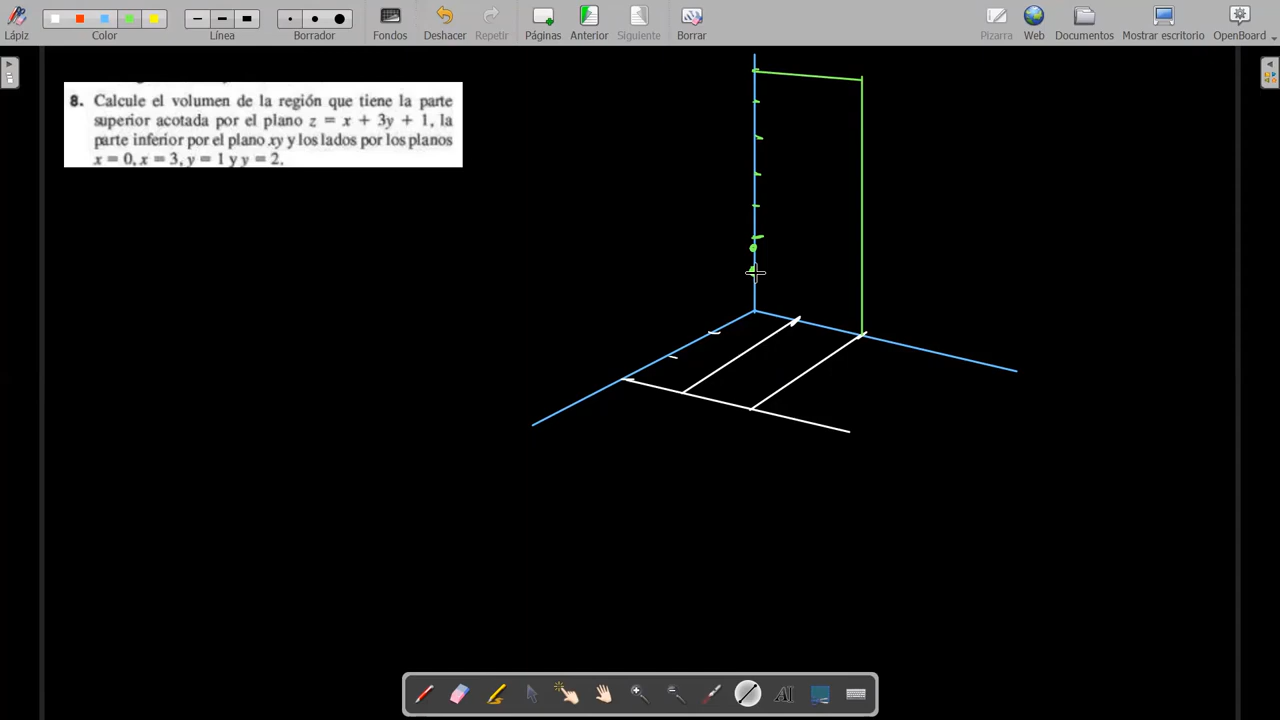 Lápiz
Color
Línea
Borrador
Fondos
Deshacer
Repetir
Páginas
Anterior
Siguiente
Borrar
Pizarra
Web
Documentos
Mostrar escritorio
OpenBoard
8. Calcule el volumen de la región que tiene la parte
superior acotada por el plano z = x + 3y + 1, la
parte inferior por el plano xy y los lados por los planos
x = 0, x = 3, y = 1 y y = 2.
AI